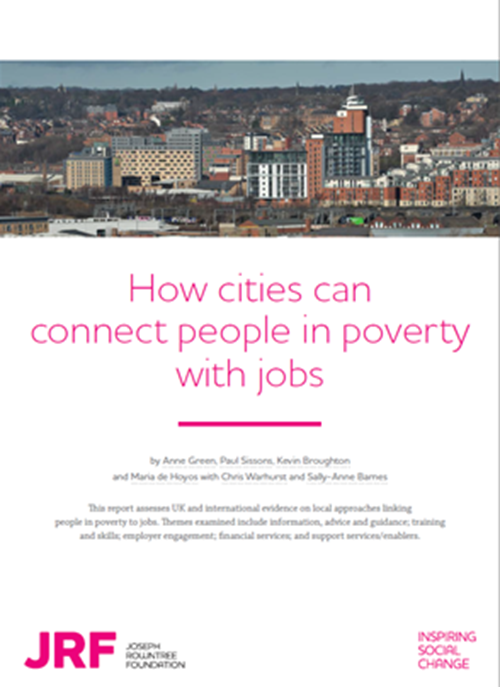 How cities can
connect people in poverty
with jobs
by Anne Green, Paul Sissons, Kevin Broughton
and Maria de Hoyos with Chris Warhurst and Sally-Anne Barnes
This report assesses UK and international evidence on local approaches linking
people in poverty to jobs. Themes examined include information, advice and guidance; training
and skills; employer engagement; financial services; and support services/enablers.
JRF JOSEPH
ROWNTREE
FOUNDATION
INSPIRING
SOCIAL
CHANGE